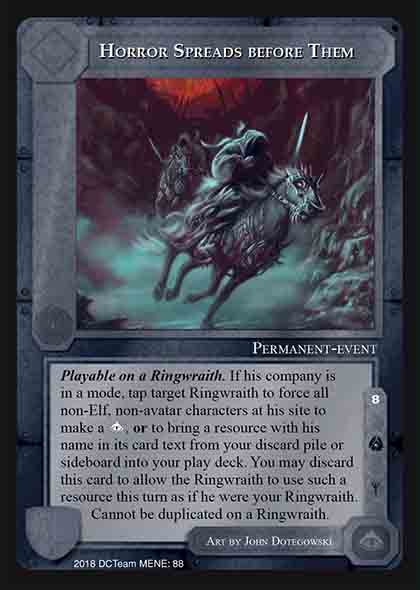 Horror Spreads before Them
Permanent-event
Playable on a Ringwraith. If his company is
in a mode, tap target Ringwraith to force all
non-Elf, non-avatar characters at his site to
make a , or to bring a resource with his
name in its card text from your discard pile or
sideboard into your play deck. You may discard
this card to allow the Ringwraith to use such a
resource this turn as if he were your Ringwraith.
Cannot be duplicated on a Ringwraith.
8
Art by John Dotegowski
2018 DCTeam MENE: 88